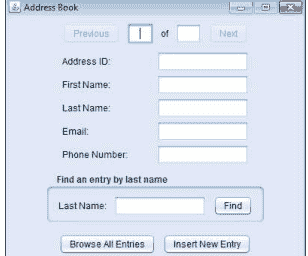 Address Book
Previous of Next
Address ID:
First Name:
Last Name:
Email:
Phone Number:
Find an entry by last name
Last Name: Find
Browse All Entries Insert New Entry